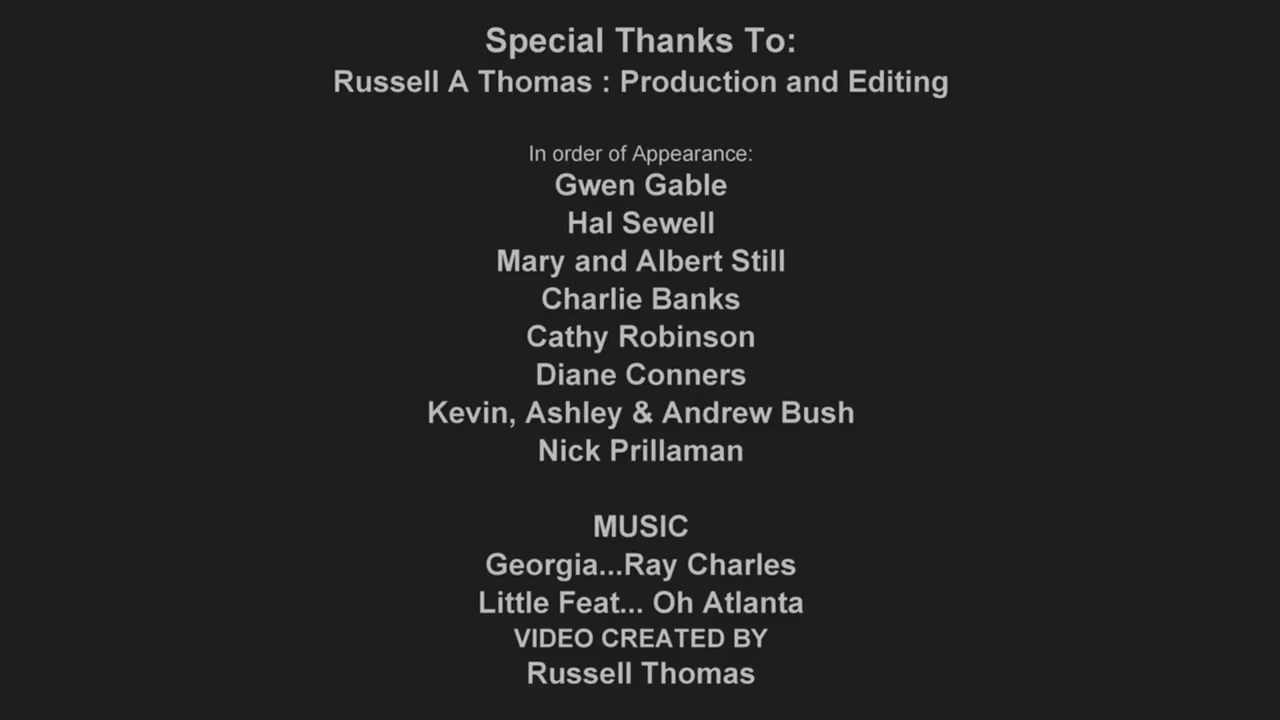 Special Thanks To:
Russell A Thomas : Production and Editing
In order of Appearance:
Gwen Gable
Hal Sewell
Mary and Albert Still
Charlie Banks
Cathy Robinson
Diane Conners
Kevin, Ashley & Andrew Bush
Nick Prillaman
MUSIC
Georgia...Ray Charles
Little Feat... Oh Atlanta
VIDEO CREATED BY
Russell Thomas